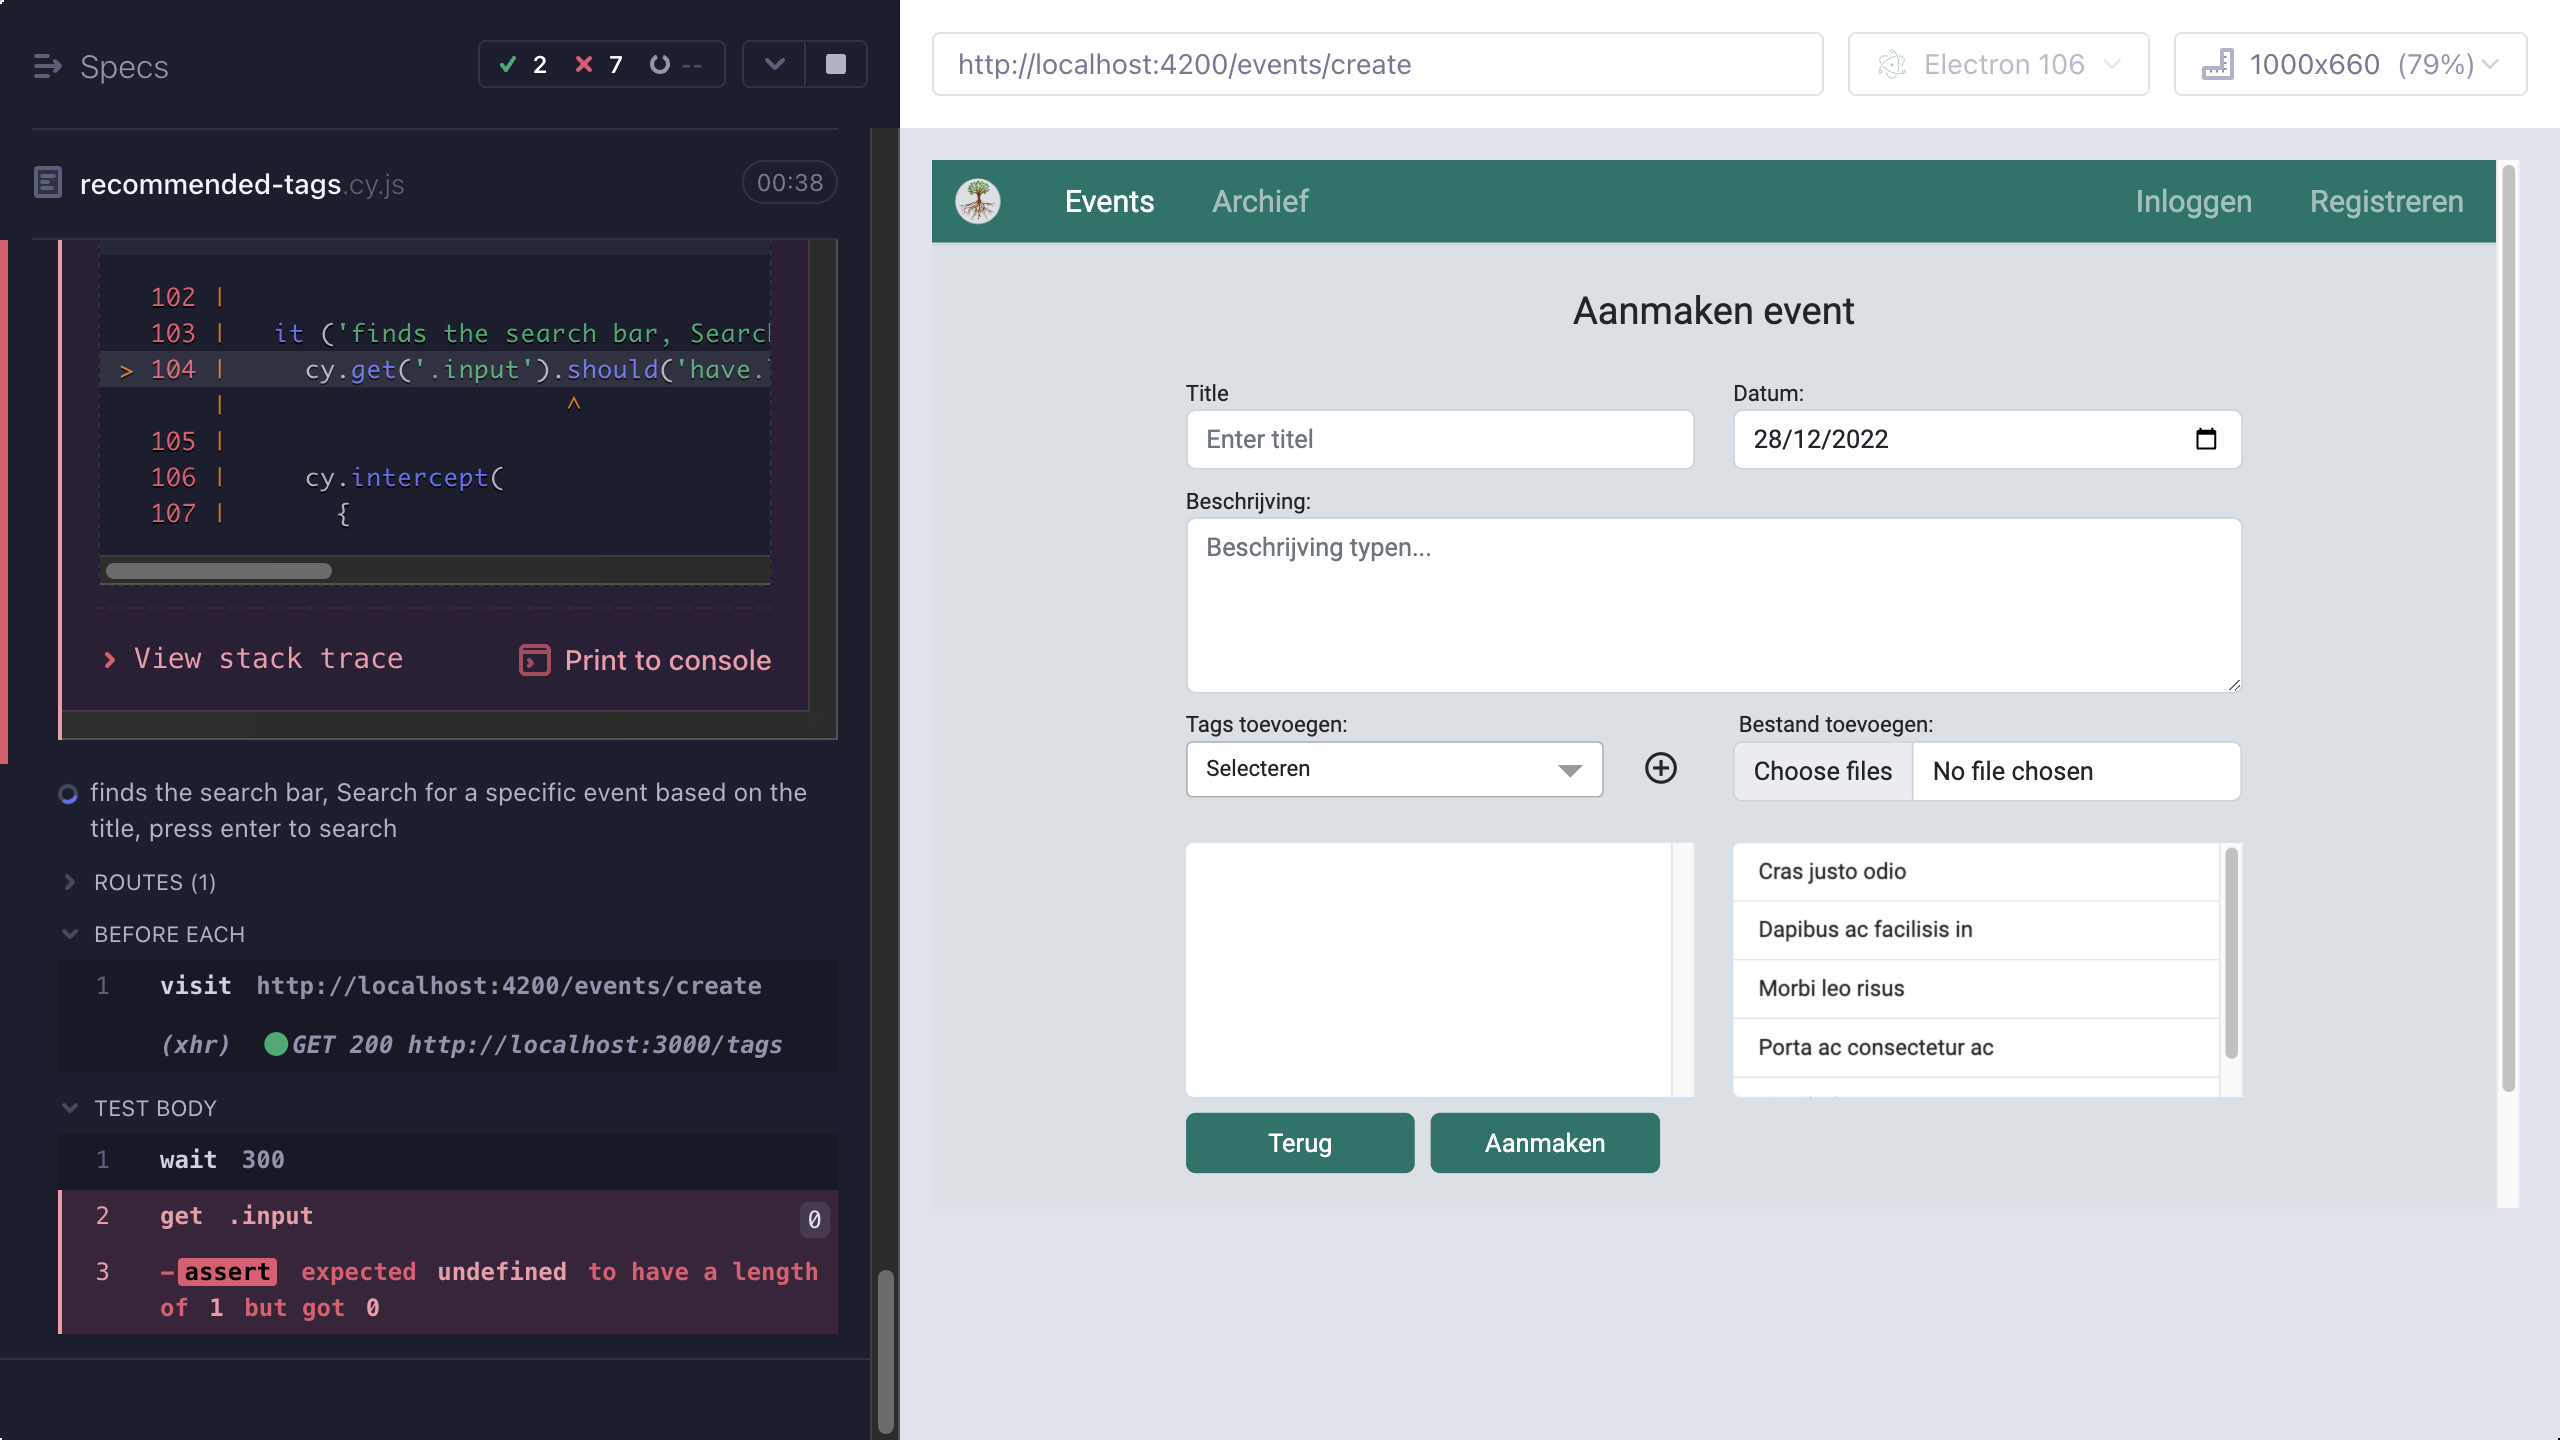 Specs
2
7
--
recommended-tags.cy.js
00:38
102 |
103 | it ('finds the search bar, Search
> 104 | cy.get('.input').should('have.
| ^
105 |
106 | cy.intercept(
107 | {
View stack trace
Print to console
finds the search bar, Search for a specific event based on the
title, press enter to search
ROUTES (1)
BEFORE EACH
1 visit http://localhost:4200/events/create
(xhr) GET 200 http://localhost:3000/tags
TEST BODY
1 wait 300
2 get .input 0
3 -assert expected undefined to have a length
of 1 but got 0
http://localhost:4200/events/create
Electron 106
1000x660 (79%)
Events
Archief
Inloggen
Registreren
Aanmaken event
Title
Datum:
Enter titel
28/12/2022
Beschrijving:
Beschrijving typen...
Tags toevoegen:
Bestand toevoegen:
Selecteren
Choose files No file chosen
Cras justo odio
Dapibus ac facilisis in
Morbi leo risus
Porta ac consectetur ac
Terug
Aanmaken